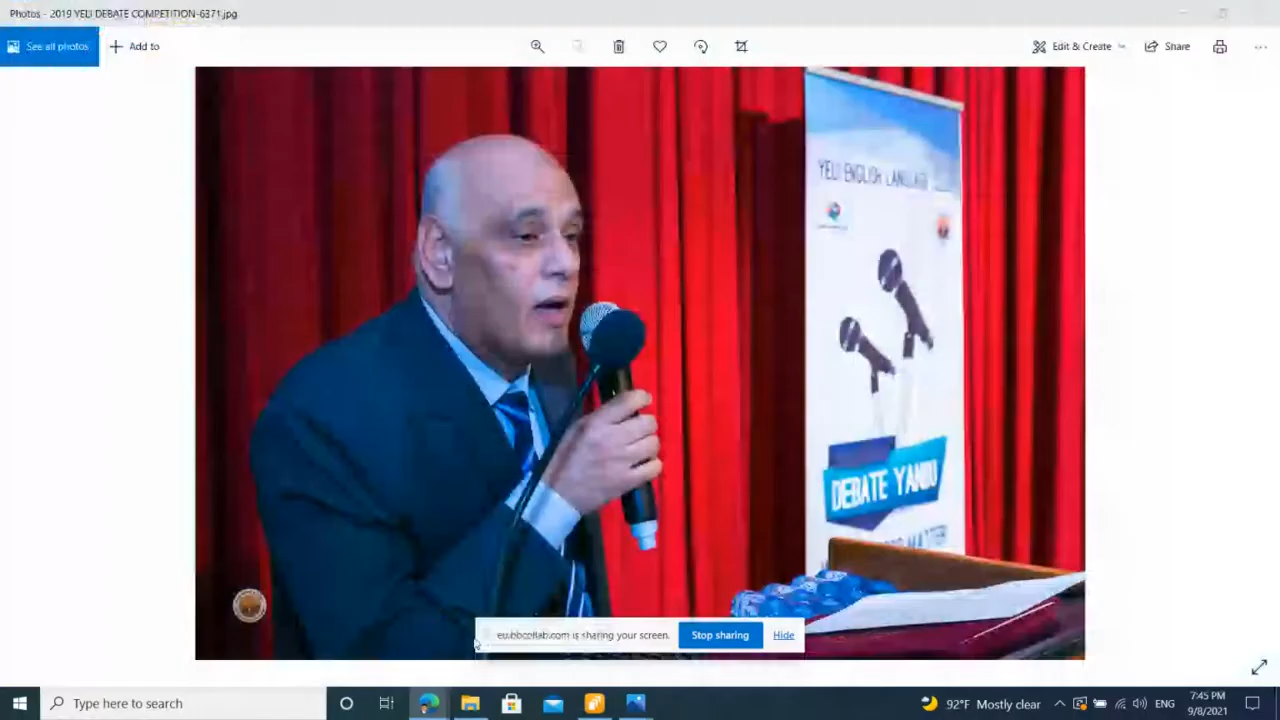 Photos - 2019 YELI DEBATE COMPETITION-6371.jpg
See all photos
Add to
Edit & Create
Share
YELI ENGLISH LANGUAGE
DEBATE YANBU
eu.bbcollab.com is sharing your screen.
Stop sharing
Hide
Type here to search
92°F Mostly clear
ENG
7:45 PM
9/8/2021